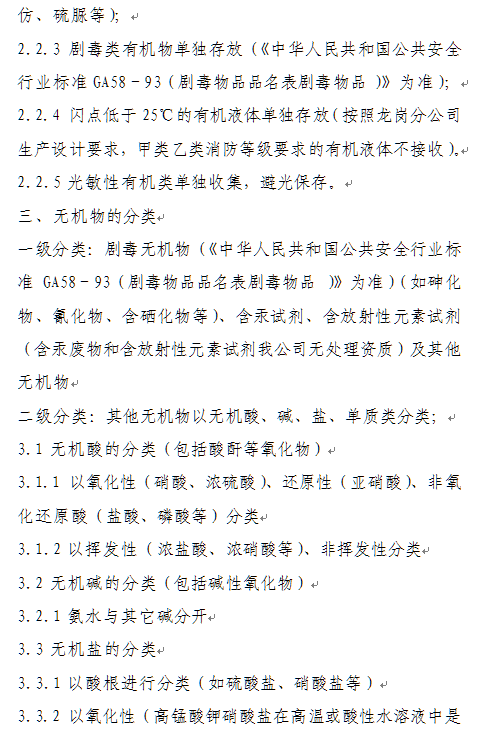 仿、硫脲等）；
2.2.3 剧毒类有机物单独存放（《中华人民共和国公共安全
行业标准 GA58－93（剧毒物品品名表剧毒物品 ）》为准）；
2.2.4 闪点低于 25℃的有机液体单独存放（按照龙岗分公司
生产设计要求，甲类乙类消防等级要求的有机液体不接收）。
2.2.5 光敏性有机类单独收集，避光保存。
三、无机物的分类
一级分类：剧毒无机物（《中华人民共和国公共安全行业标
准 GA58－93（剧毒物品品名表剧毒物品 ）》为准）（如砷化
物、氰化物、含硒化物等）、含汞试剂、含放射性元素试剂
（含汞废物和含放射性元素试剂我公司无处理资质）及其他
无机物
二级分类：其他无机物以无机酸、碱、盐、单质类分类；
3.1 无机酸的分类（包括酸酐等氧化物）
3.1.1 以氧化性（硝酸、浓硫酸）、还原性（亚硝酸）、非氧
化还原酸（盐酸、磷酸等）分类
3.1.2 以挥发性（浓盐酸、浓硝酸等）、非挥发性分类
3.2 无机碱的分类（包括碱性氧化物）
3.2.1 氨水与其它碱分开
3.3 无机盐的分类
3.3.1 以酸根进行分类（如硫酸盐、硝酸盐等）
3.3.2 以氧化性（高锰酸钾硝酸盐在高温或酸性水溶液中是